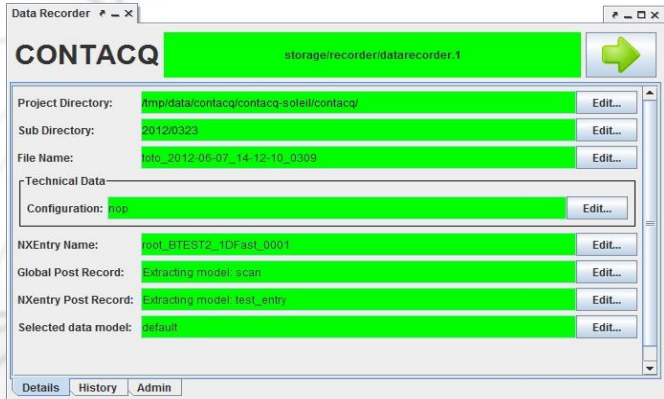 Data Recorder
CONTACQ
storage/recorder/datarecorder.1
Project Directory: /tmp/data/contacq/contacq-soleil/contacq/ Edit...
Sub Directory: 2012/0323 Edit...
File Name: toto_2012-06-07_14-12-10_0309 Edit...
Technical Data
Configuration: nop Edit...
NXEntry Name: root_BTEST2_1DFast_0001 Edit...
Global Post Record: Extracting model: scan Edit...
NXentry Post Record: Extracting model: test_entry Edit...
Selected data model: default Edit...
Details History Admin